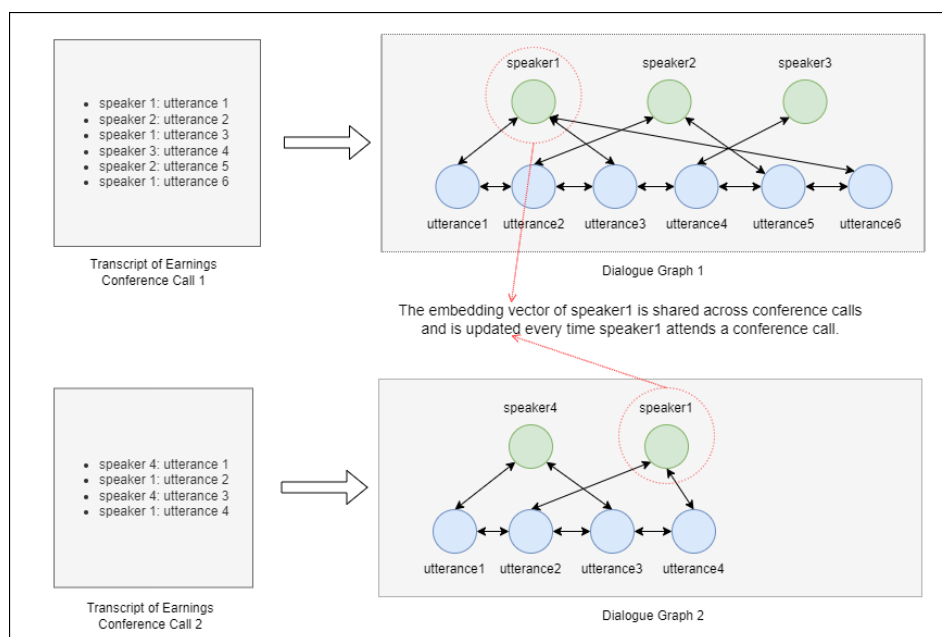 speaker1
speaker2
speaker3
• speaker 1: utterance 1
• speaker 2: utterance 2
• speaker 1: utterance 3
• speaker 3: utterance 4
• speaker 2: utterance 5
• speaker 1: utterance 6
utterance1
utterance2
utterance3
utterance4
utterance5
utterance6
Transcript of Earnings
Conference Call 1
Dialogue Graph 1
The embedding vector of speaker1 is shared across conference calls
and is updated every time speaker1 attends a conference call.
speaker4
speaker1
• speaker 4: utterance 1
• speaker 1: utterance 2
• speaker 4: utterance 3
• speaker 1: utterance 4
utterance1
utterance2
utterance3
utterance4
Transcript of Earnings
Conference Call 2
Dialogue Graph 2